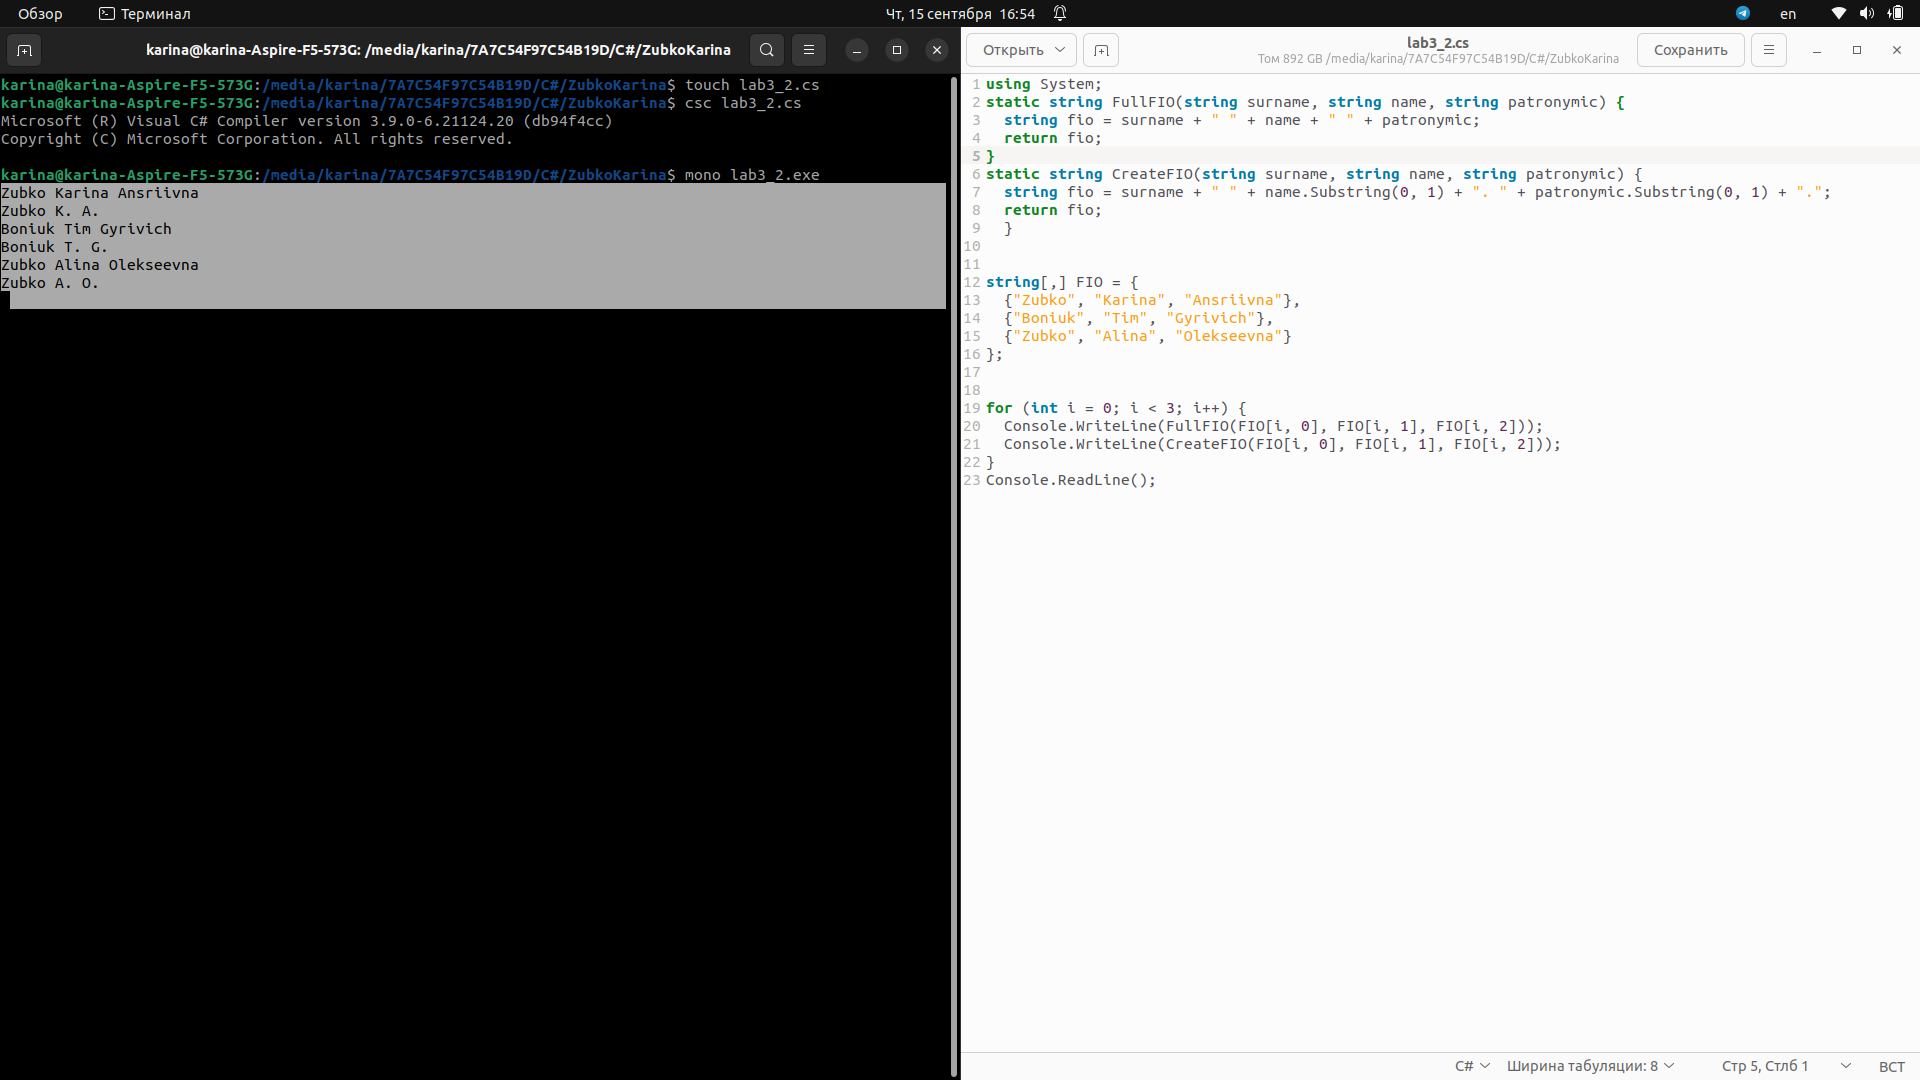 Обзор Терминал Чт, 15 сентября 16:54 en
karina@karina-Aspire-F5-573G: /media/karina/7A7C54F97C54B19D/C#/ZubkoKarina
karina@karina-Aspire-F5-573G:/media/karina/7A7C54F97C54B19D/C#/ZubkoKarina$ touch lab3_2.cs
karina@karina-Aspire-F5-573G:/media/karina/7A7C54F97C54B19D/C#/ZubkoKarina$ csc lab3_2.cs
Microsoft (R) Visual C# Compiler version 3.9.0-6.21124.20 (db94f4cc)
Copyright (C) Microsoft Corporation. All rights reserved.
karina@karina-Aspire-F5-573G:/media/karina/7A7C54F97C54B19D/C#/ZubkoKarina$ mono lab3_2.exe
Zubko Karina Ansriivna
Zubko K. A.
Boniuk Tim Gyrivich
Boniuk T. G.
Zubko Alina Olekseevna
Zubko A. O.
Открыть
lab3_2.cs
Том 892 GB /media/karina/7A7C54F97C54B19D/C#/ZubkoKarina
Сохранить
1 using System;
2 static string FullFIO(string surname, string name, string patronymic) {
3   string fio = surname + " " + name + " " + patronymic;
4   return fio;
5 }
6 static string CreateFIO(string surname, string name, string patronymic) {
7   string fio = surname + " " + name.Substring(0, 1) + ". " + patronymic.Substring(0, 1) + ".";
8   return fio;
9   }
10
11
12 string[,] FIO = {
13   {"Zubko", "Karina", "Ansriivna"},
14   {"Boniuk", "Tim", "Gyrivich"},
15   {"Zubko", "Alina", "Olekseevna"}
16 };
17
18
19 for (int i = 0; i < 3; i++) {
20   Console.WriteLine(FullFIO(FIO[i, 0], FIO[i, 1], FIO[i, 2]));
21   Console.WriteLine(CreateFIO(FIO[i, 0], FIO[i, 1], FIO[i, 2]));
22 }
23 Console.ReadLine();
C# Ширина табуляции: 8 Стр 5, Стлб 1 ВСТ